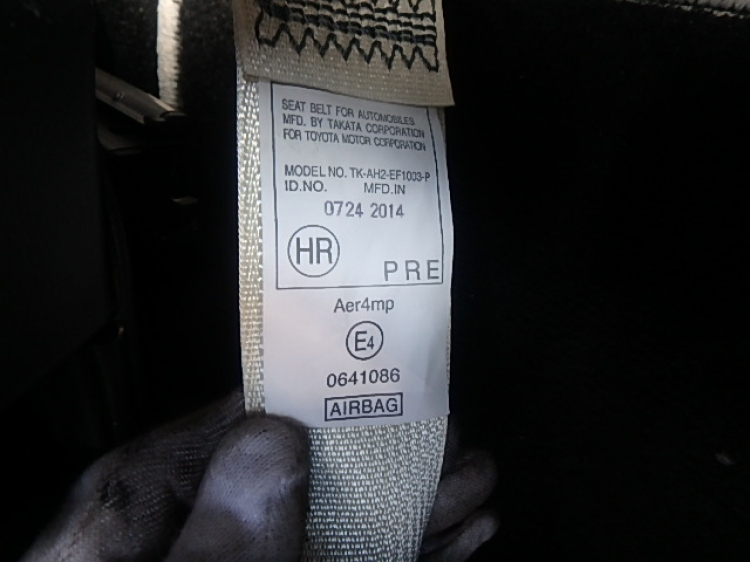 SEAT BELT FOR AUTOMOBILES
MFD. BY TAKATA CORPORATION
FOR TOYOTA MOTOR CORPORATION
MODEL NO. TK-AH2-EF1003-P
ID.NO. MFD.IN
0724 2014
HR
PRE
Aer4mp
E4
0641086
AIRBAG